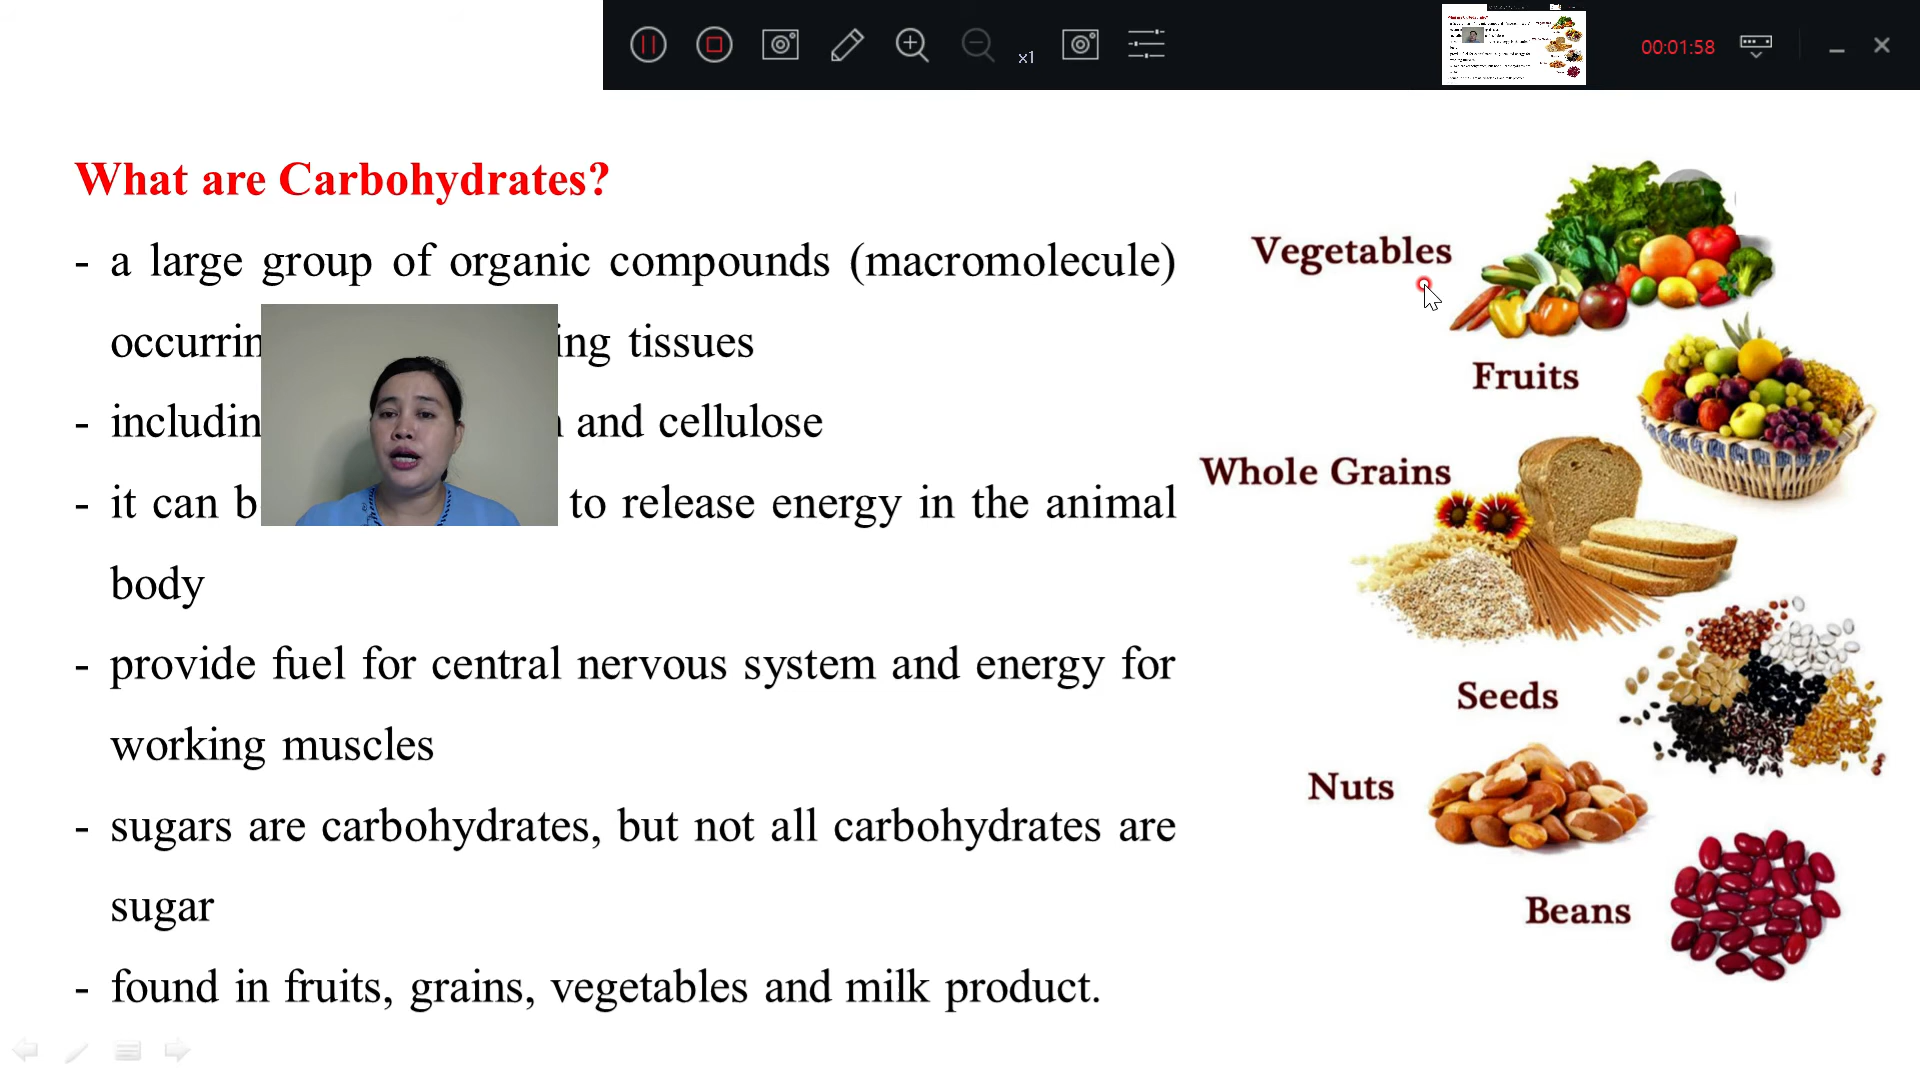 x1
00:01:58
What are Carbohydrates?
- a large group of organic compounds (macromolecule)
ing tissues
- and cellulose
- it can to release energy in the animal
body
- provide fuel for central nervous system and energy for
working muscles
- sugars are carbohydrates, but not all carbohydrates are
sugar
- found in fruits, grains, vegetables and milk product.
Vegetables
Fruits
Whole Grains
Seeds
Nuts
Beans